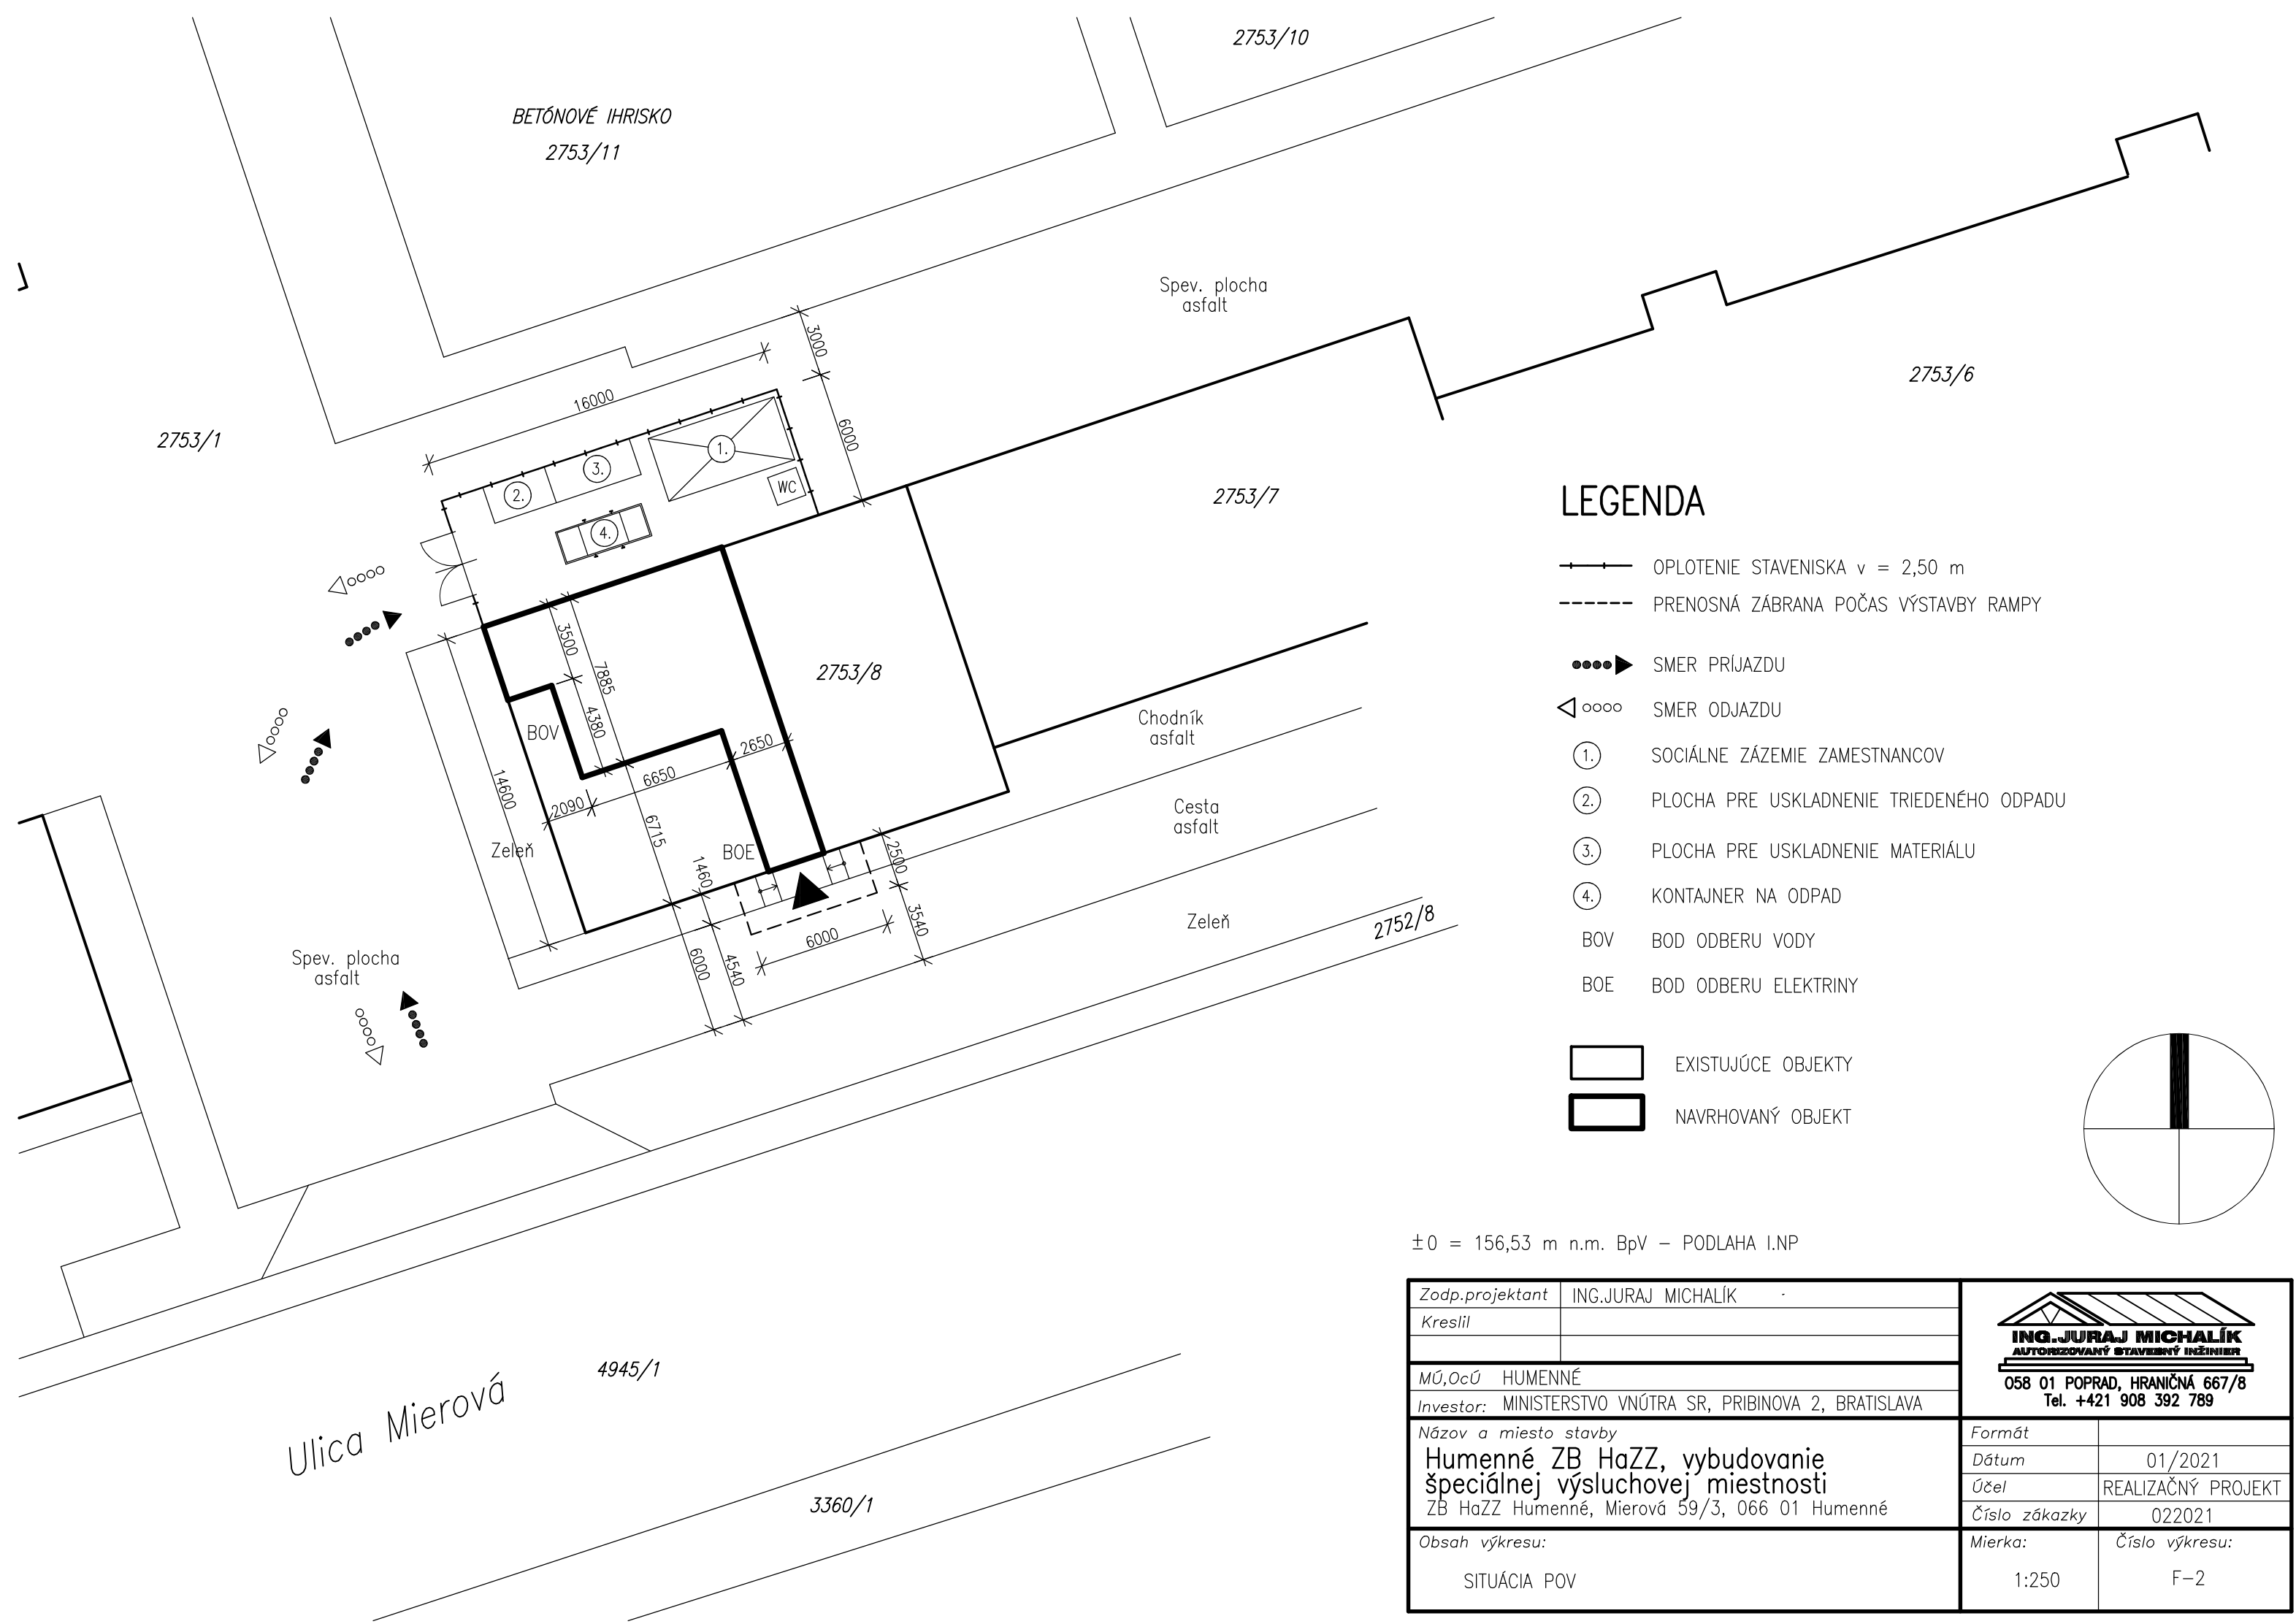 2753/10
BETÓNOVÉ IHRISKO
2753/11
Spev. plocha
asfalt
3000
2753/6
16000
6000
2753/1
1.
3.
2.
WC
4.
2753/7
3500
7885
2753/8
4380
BOV
2650
6650
2090
14600
6715
Zeleň
BOE
1460
2500
3540
6000
6000
4540
Chodník
asfalt
Cesta
asfalt
Zeleň
2752/8
Spev. plocha
asfalt
LEGENDA
OPLOTENIE STAVENISKA v = 2,50 m
PRENOSNÁ ZÁBRANA POČAS VÝSTAVBY RAMPY
SMER PRÍJAZDU
SMER ODJAZDU
1. SOCIÁLNE ZÁZEMIE ZAMESTNANCOV
2. PLOCHA PRE USKLADNENIE TRIEDENÉHO ODPADU
3. PLOCHA PRE USKLADNENIE MATERIÁLU
4. KONTAJNER NA ODPAD
BOV BOD ODBERU VODY
BOE BOD ODBERU ELEKTRINY
EXISTUJÚCE OBJEKTY
NAVRHOVANÝ OBJEKT
±0 = 156,53 m n.m. BpV – PODLAHA I.NP
4945/1
Ulica Mierová
3360/1
Zodp.projektant ING.JURAJ MICHALÍK
Kreslil
MÚ,OcÚ HUMENNÉ
Investor: MINISTERSTVO VNÚTRA SR, PRIBINOVA 2, BRATISLAVA
Názov a miesto stavby
Humenné ZB HaZZ, vybudovanie
špeciálnej výsluchovej miestnosti
ZB HaZZ Humenné, Mierová 59/3, 066 01 Humenné
Obsah výkresu:
SITUÁCIA POV
ING.JURAJ MICHALÍK
AUTORIZOVANÝ STAVEBNÝ INŽINIER
058 01 POPRAD, HRANIČNÁ 667/8
Tel. +421 908 392 789
Formát
Dátum 01/2021
Účel REALIZAČNÝ PROJEKT
Číslo zákazky 022021
Mierka: Číslo výkresu:
1:250 F–2